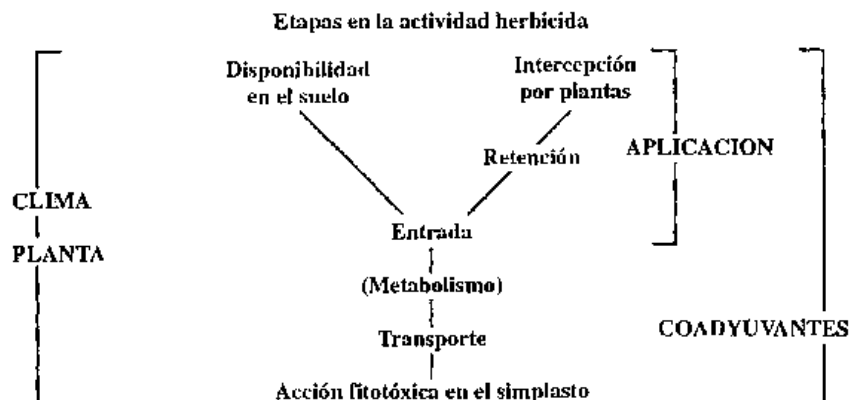 Etapas en la actividad herbicida
Disponibilidad
en el suelo
Intercepción
por plantas
Retención
APLICACION
CLIMA
Entrada
PLANTA
(Metabolismo)
COADYUVANTES
Transporte
Acción fitotóxica en el simplasto